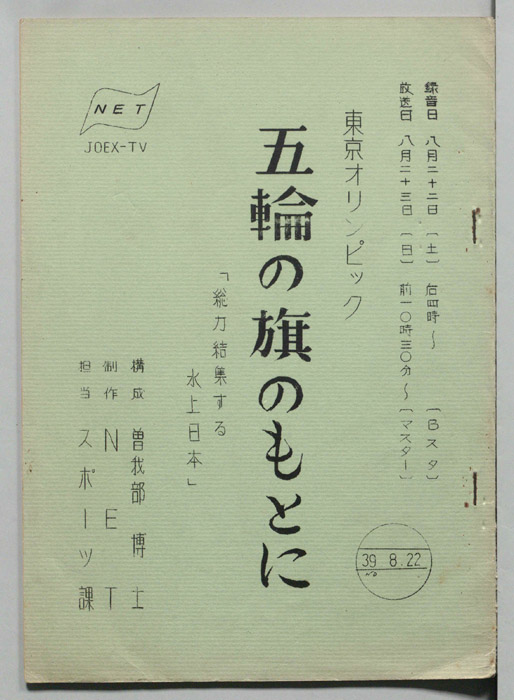 録音日 八月二十二日〔土〕后四時〜〔Bスタ〕
放送日 八月二十三日〔日〕前一〇時三〇分〜〔マスター〕
東京オリンピック
五輪の旗のもとに
「総力結集する
水上日本」
構成 曽我部 博士
制作 NET
担当 スポーツ課
NET
JOEX-TV
39 8.22